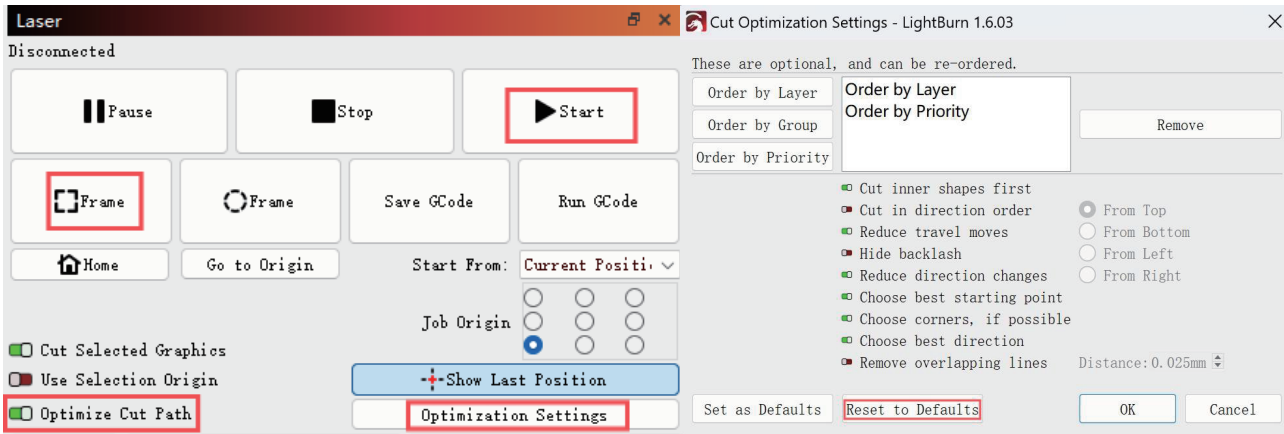 Laser
Disconnected
Pause
Stop
Start
Frame
Frame
Save GCode
Run GCode
Home
Go to Origin
Start From:
Current Positi
Job Origin
Cut Selected Graphics
Use Selection Origin
Show Last Position
Optimize Cut Path
Optimization Settings
Cut Optimization Settings - LightBurn 1.6.03
These are optional, and can be re-ordered.
Order by Layer
Order by Group
Order by Priority
Order by Layer
Order by Priority
Remove
Cut inner shapes first
Cut in direction order
From Top
Reduce travel moves
From Bottom
Hide backlash
From Left
Reduce direction changes
From Right
Choose best starting point
Choose corners, if possible
Choose best direction
Remove overlapping lines
Distance:0.025mm
Set as Defaults
Reset to Defaults
OK
Cancel